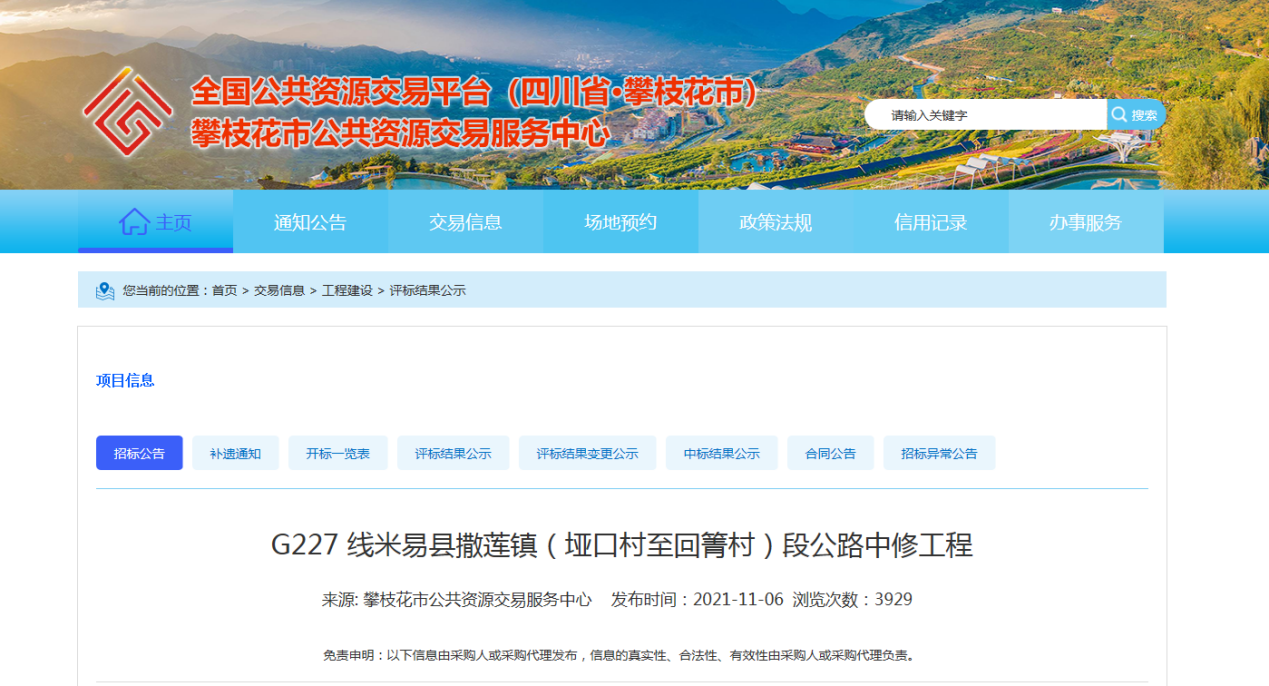 全国公共资源交易平台（四川省·攀枝花市）
攀枝花市公共资源交易服务中心
请输入关键字
搜索
主页 通知公告 交易信息 场地预约 政策法规 信用记录 办事服务
您当前的位置：首页 > 交易信息 > 工程建设 > 评标结果公示
项目信息
招标公告 补遗通知 开标一览表 评标结果公示 评标结果变更公示 中标结果公示 合同公告 招标异常公告
G227 线米易县撒莲镇（垭口村至回箐村）段公路中修工程
来源: 攀枝花市公共资源交易服务中心 发布时间：2021-11-06 浏览次数：3929
免责申明：以下信息由采购人或采购代理发布，信息的真实性、合法性、有效性由采购人或采购代理负责。